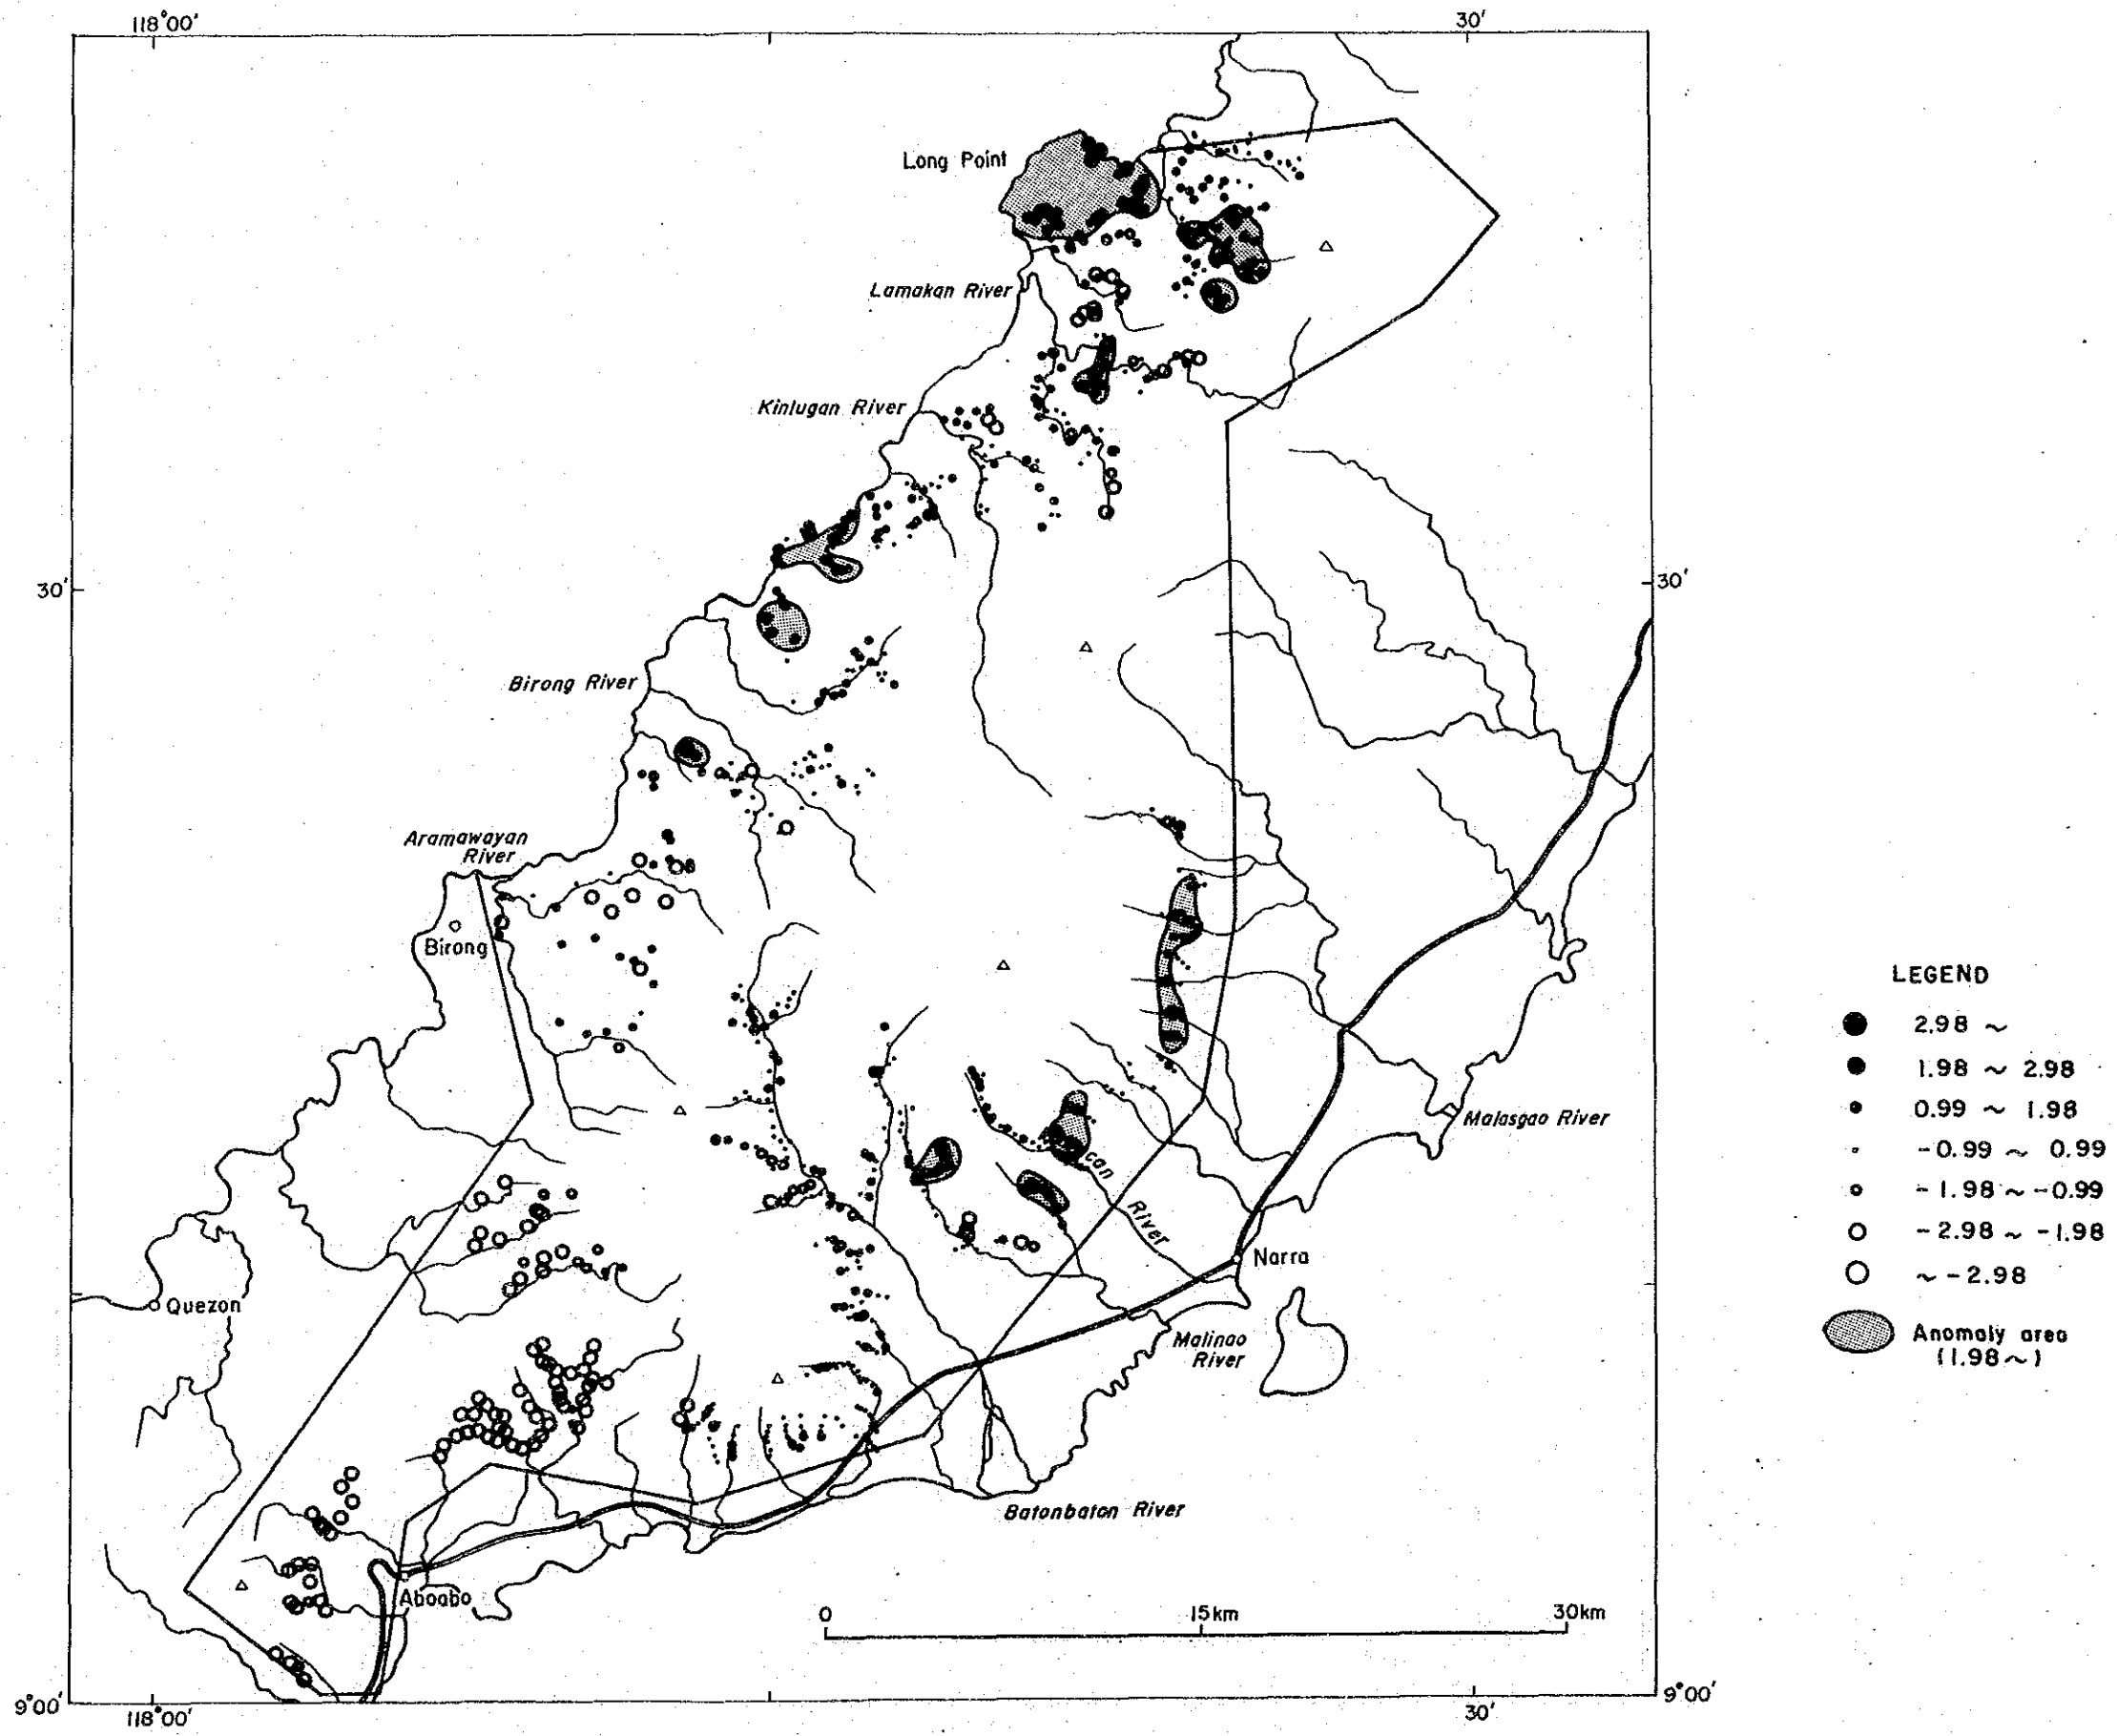 118°00'
30'
Long Point
Lamakan River
Kinlugan River
30'
30'
Birong River
Aramawayan
River
Birong
LEGEND
2.98 ~
1.98 ~ 2.98
0.99 ~ 1.98
-0.99 ~ 0.99
-1.98 ~ -0.99
-2.98 ~ -1.98
~ -2.98
Anomaly area
(1.98~)
Malasgao River
can
River
Narra
Quezon
Malinao
River
Batonbaton River
Aboabo
0
15km
30km
9°00'
118°00'
30'
9°00'